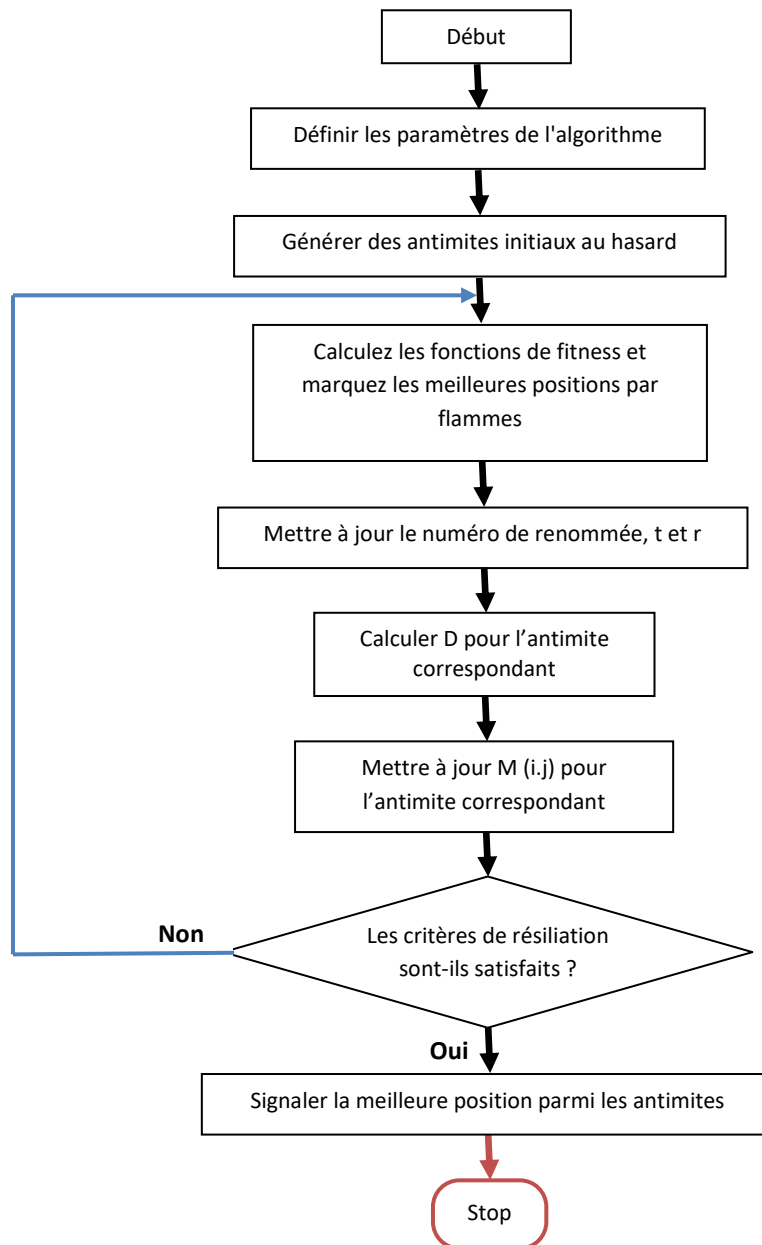 Début
Définir les paramètres de l'algorithme
Générer des antimites initiaux au hasard
Calculez les fonctions de fitness et
marquez les meilleures positions par
flammes
Mettre à jour le numéro de renommée, t et r
Calculer D pour l’antimite
correspondant
Mettre à jour M (i.j) pour
l’antimite correspondant
Non
Les critères de résiliation
sont-ils satisfaits ?
Oui
Signaler la meilleure position parmi les antimites
Stop